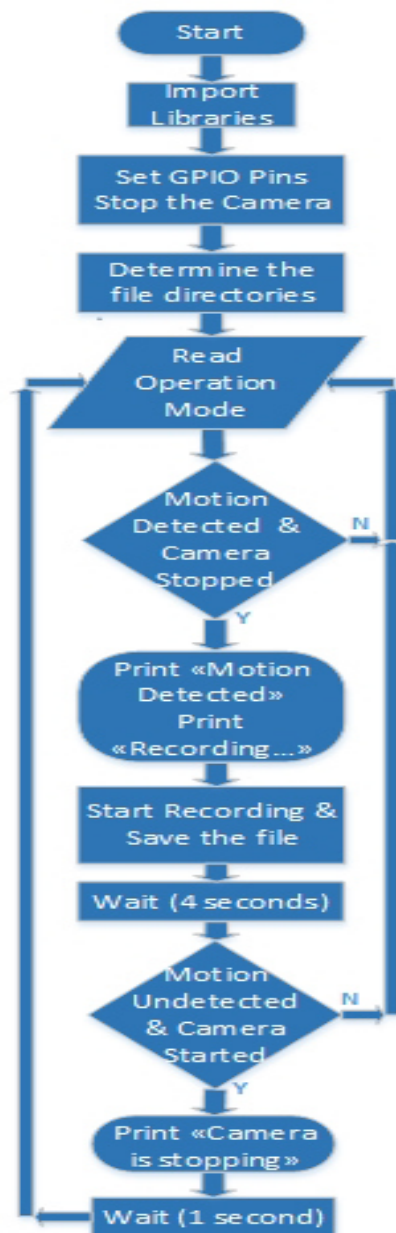 Start
Import
Libraries
Set GPIO Pins
Stop the Camera
Determine the
file directories
Read
Operation
Mode
Motion
Detected &
Camera
Stopped
N
Y
Print «Motion
Detected»
Print
«Recording...»
Start Recording &
Save the file
Wait (4 seconds)
Motion
Undetected
& Camera
Started
N
Y
Print «Camera
is stopping»
Wait (1 second)